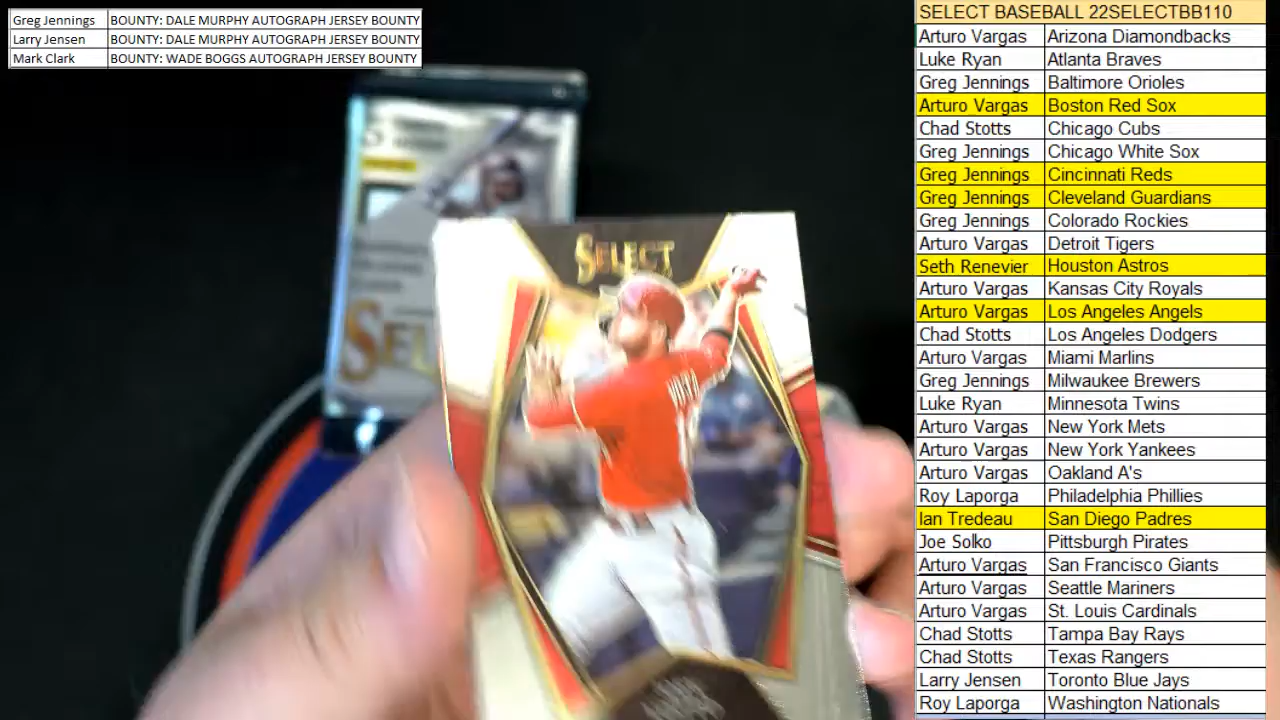 Greg Jennings BOUNTY: DALE MURPHY AUTOGRAPH JERSEY BOUNTY
Larry Jensen BOUNTY: DALE MURPHY AUTOGRAPH JERSEY BOUNTY
Mark Clark BOUNTY: WADE BOGGS AUTOGRAPH JERSEY BOUNTY
SELECT
SELECT BASEBALL 22SELECTBB110
Arturo Vargas Arizona Diamondbacks
Luke Ryan Atlanta Braves
Greg Jennings Baltimore Orioles
Arturo Vargas Boston Red Sox
Chad Stotts Chicago Cubs
Greg Jennings Chicago White Sox
Greg Jennings Cincinnati Reds
Greg Jennings Cleveland Guardians
Greg Jennings Colorado Rockies
Arturo Vargas Detroit Tigers
Seth Renevier Houston Astros
Arturo Vargas Kansas City Royals
Arturo Vargas Los Angeles Angels
Chad Stotts Los Angeles Dodgers
Arturo Vargas Miami Marlins
Greg Jennings Milwaukee Brewers
Luke Ryan Minnesota Twins
Arturo Vargas New York Mets
Arturo Vargas New York Yankees
Arturo Vargas Oakland A's
Roy Laporga Philadelphia Phillies
Ian Tredeau San Diego Padres
Joe Solko Pittsburgh Pirates
Arturo Vargas San Francisco Giants
Arturo Vargas Seattle Mariners
Arturo Vargas St. Louis Cardinals
Chad Stotts Tampa Bay Rays
Chad Stotts Texas Rangers
Larry Jensen Toronto Blue Jays
Roy Laporga Washington Nationals